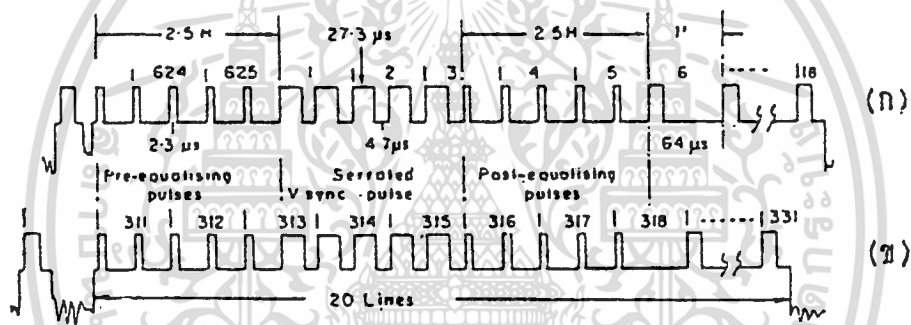 2·5 H 27·3 µs 2·5 H 1'
624 625 1 2 3 4 5 6 18
(ก)
2·3 µs 4·7µs 64 µs
Pre-equalising pulses
Serrated V sync pulse
Post-equalising pulses
311 312 313 314 315 316 317 318 331
(ข)
20 Lines